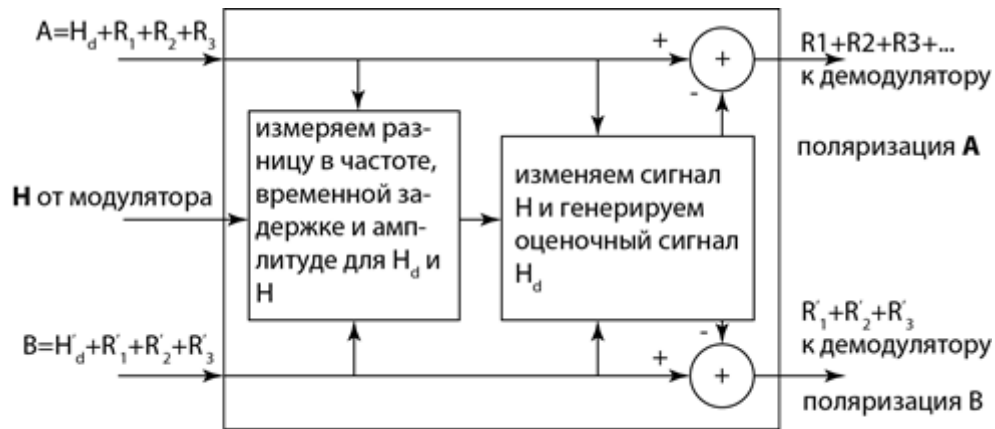 A=H_d+R_1+R_2+R_3
+
+
-
R1+R2+R3+...
к демодулятору
поляризация A
измеряем раз-
ницу в частоте,
временной за-
держке и амп-
литуде для H_d и
H
изменяем сигнал
H и генерируем
оценочный сигнал
H_d
H от модулятора
B=H'_d+R'_1+R'_2+R'_3
-
+
+
R'_1+R'_2+R'_3
к демодулятору
поляризация B